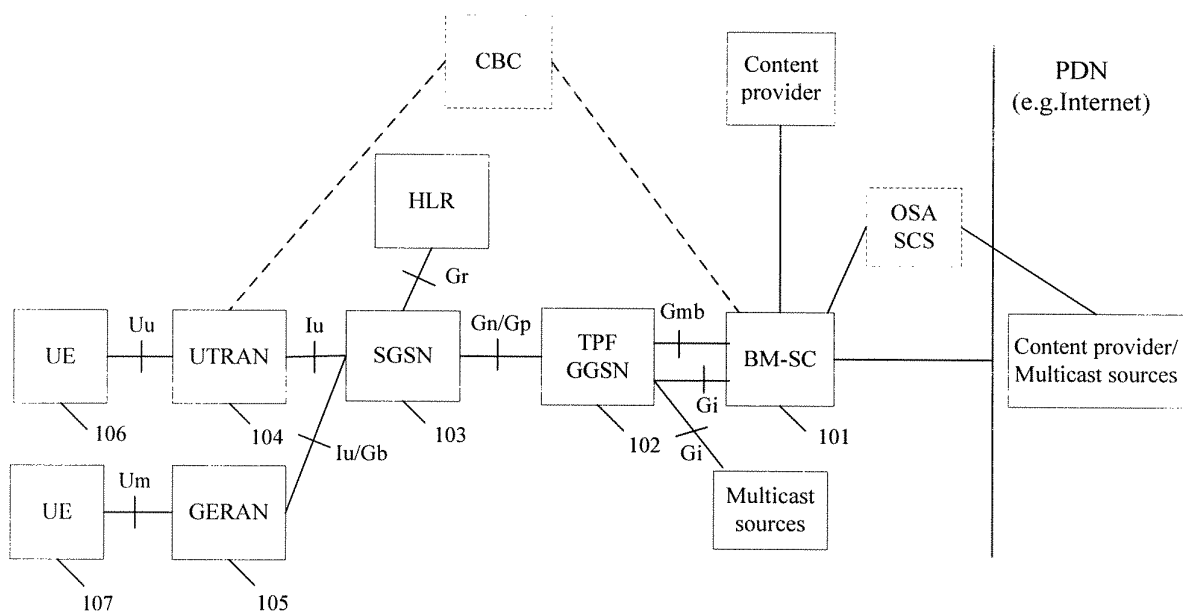 CBC
Content
provider
PDN
(e.g.Internet)
HLR
OSA
SCS
Gr
Uu
Iu
Gn/Gp
Gmb
UE
UTRAN
SGSN
TPF
GGSN
BM-SC
Content provider/
Multicast sources
Gi
106
104
103
102
101
Iu/Gb
Gi
Um
UE
GERAN
Multicast
sources
107
105